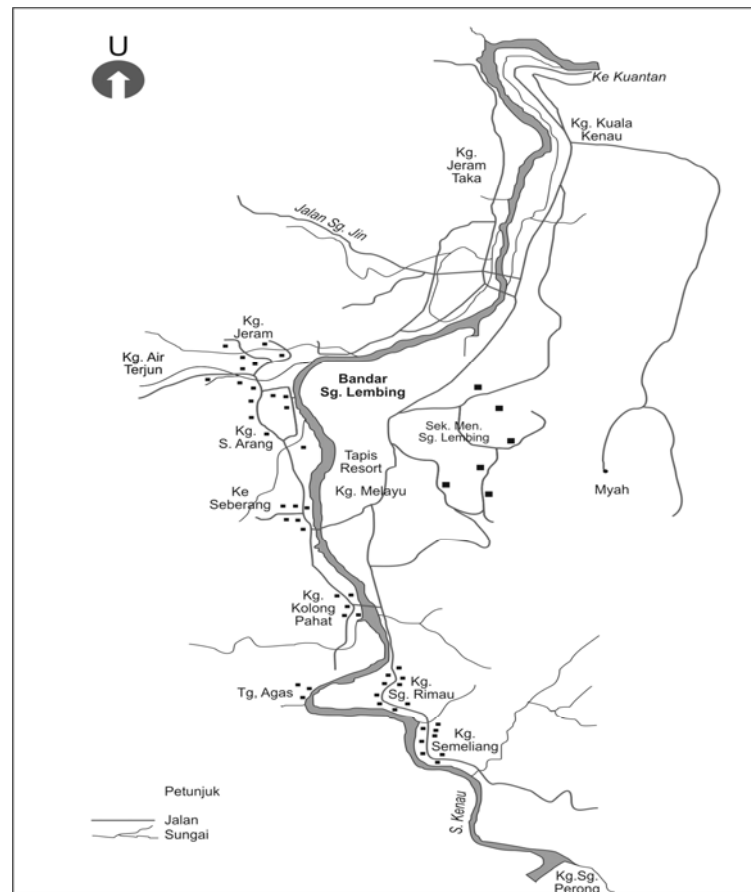 U
Ke Kuantan
Kg. Kuala
Kenau
Kg.
Jeram
Taka
Jalan Sg. Jin
Kg.
Jeram
Kg. Air
Terjun
Bandar
Sg. Lembing
Kg.
S. Arang
Sek. Men.
Sg. Lembing
Tapis
Resort
Kg. Melayu
Myah
Ke
Seberang
Kg.
Kolong
Pahat
Tg, Agas
Kg.
Sg. Rimau
Kg.
Semeliang
S. Kenau
Petunjuk
Jalan
Sungai
Kg.Sg.
Perong